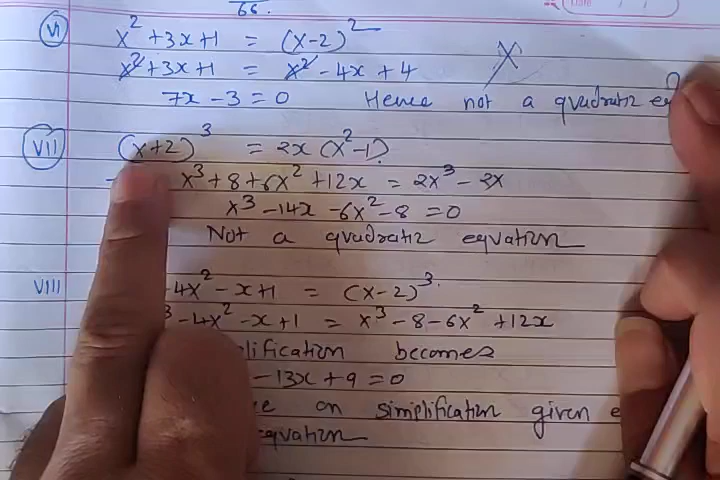 66.
(vi) x² + 3x + 1 = (x-2)²
x² + 3x + 1 = x² - 4x + 4 X
7x - 3 = 0 Hence not a quadratic
(VII) (x+2)³ = 2x (x²-1)
x³ + 8 + 6x² + 12x = 2x³ - 2x
x³ - 14x - 6x² - 8 = 0
Not a quadratic equation
VIII - 4x² - x + 1 = (x-2)³
³ - 4x² - x + 1 = x³ - 8 - 6x² + 12x
lification becomes
- 13x + 9 = 0
on simplification given
equation